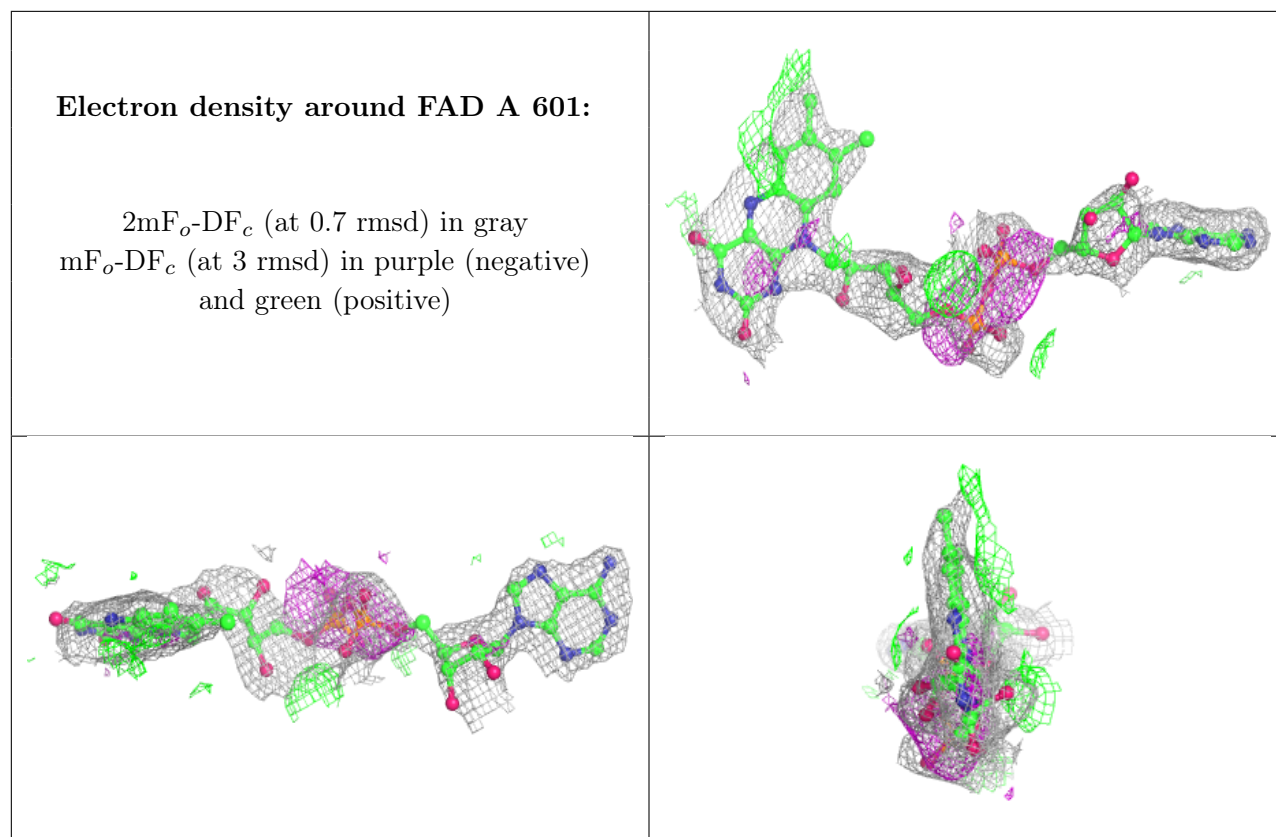 Electron density around FAD A 601:
2mFo-DFc (at 0.7 rmsd) in gray
mFo-DFc (at 3 rmsd) in purple (negative)
and green (positive)